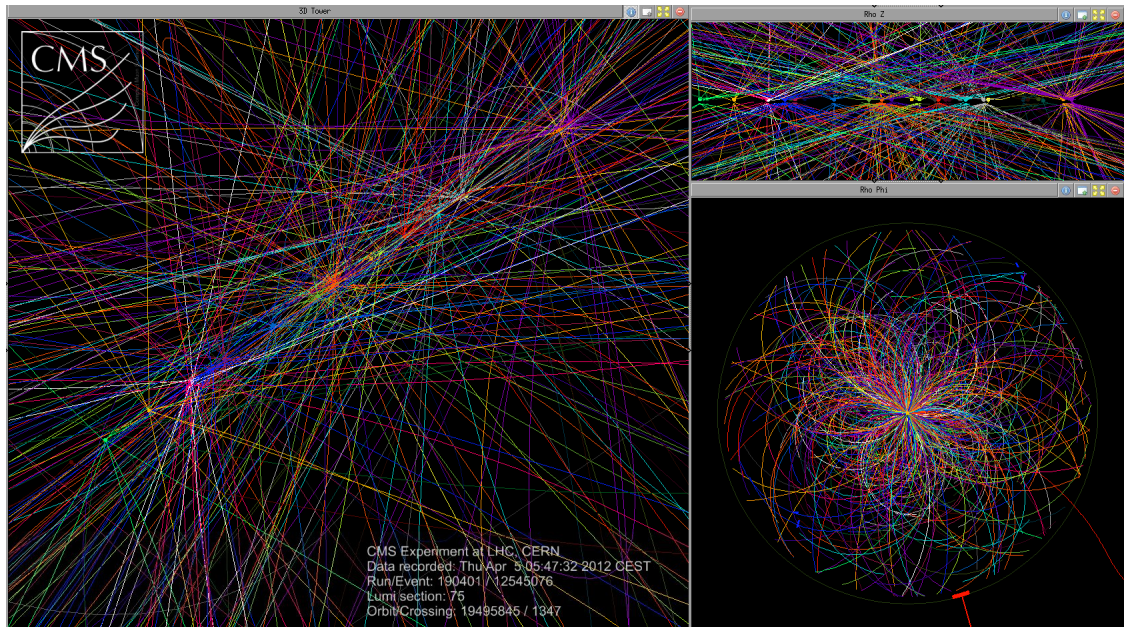 3D Tower
Rho Z
CMS
Rho Phi
CMS Experiment at LHC, CERN
Data recorded: Thu Apr 5 05:47:32 2012 CEST
Run/Event: 190401 / 12545076
Lumi section: 75
Orbit/Crossing: 19495845 / 1347